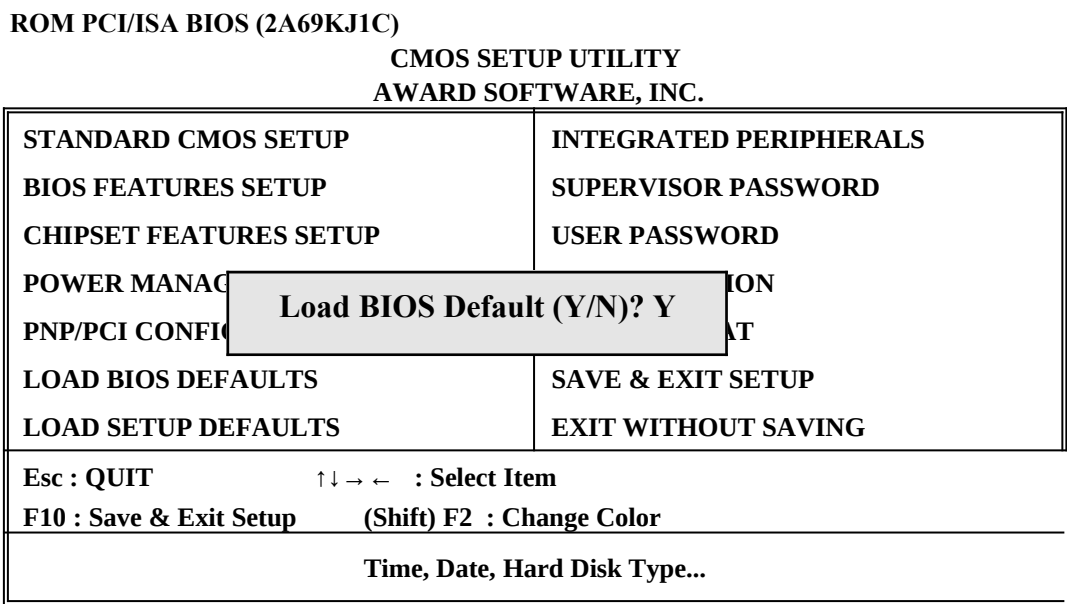 ROM PCI/ISA BIOS (2A69KJ1C)
CMOS SETUP UTILITY
AWARD SOFTWARE, INC.
STANDARD CMOS SETUP
BIOS FEATURES SETUP
CHIPSET FEATURES SETUP
POWER MANAG
PNP/PCI CONFI
LOAD BIOS DEFAULTS
LOAD SETUP DEFAULTS
INTEGRATED PERIPHERALS
SUPERVISOR PASSWORD
USER PASSWORD
ION
AT
SAVE & EXIT SETUP
EXIT WITHOUT SAVING
Load BIOS Default (Y/N)? Y
Esc : QUIT ↑↓→← : Select Item
F10 : Save & Exit Setup (Shift) F2 : Change Color
Time, Date, Hard Disk Type...